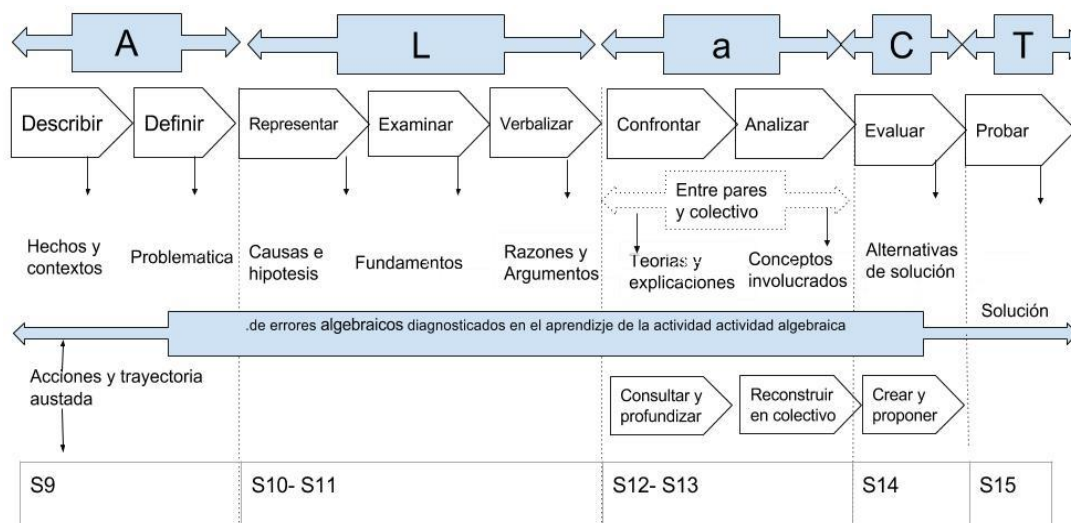 A
L
a
C
T
Describir
Definir
Representar
Examinar
Verbalizar
Confrontar
Analizar
Evaluar
Probar
Entre pares
y colectivo
Hechos y
contextos
Problematica
Causas e
hipotesis
Fundamentos
Razones y
Argumentos
Teorias y
explicaciones
Conceptos
involucrados
Alternativas
de solución
Solución
.de errores algebraicos diagnosticados en el aprendizje de la actividad actividad algebraica
Acciones y trayectoria
austada
Consultar y
profundizar
Reconstruir
en colectivo
Crear y
proponer
S9
S10- S11
S12- S13
S14
S15